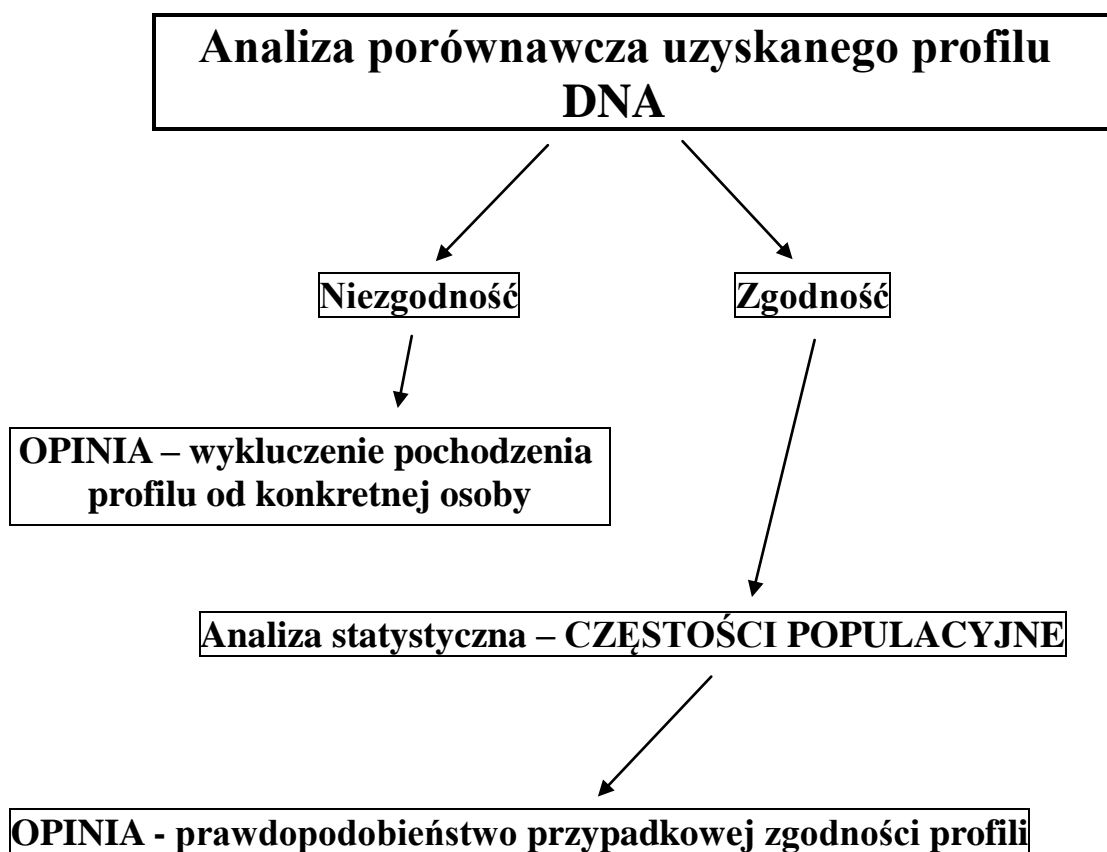 Analiza porównawcza uzyskanego profilu
DNA
Niezgodność
Zgodność
OPINIA – wykluczenie pochodzenia
profilu od konkretnej osoby
Analiza statystyczna – CZĘSTOŚCI POPULACYJNE
OPINIA - prawdopodobieństwo przypadkowej zgodności profili